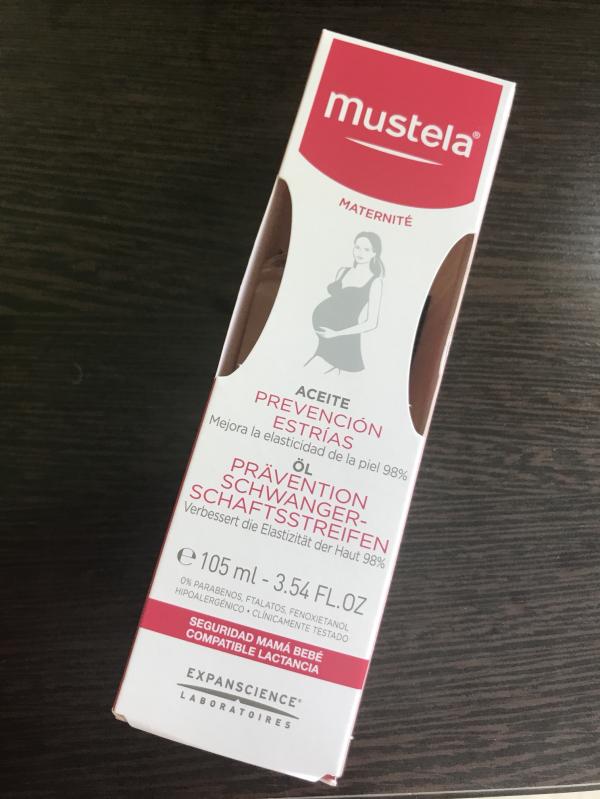 mustela®
MATERNITÉ
ACEITE
PREVENCIÓN
ESTRÍAS
Mejora la elasticidad de la piel 98%
ÖL
PRÄVENTION
SCHWANGER-
SCHAFTSSTREIFEN
Verbessert die Elastizität der Haut 98%
℮ 105 ml - 3.54 FL.OZ
0% PARABENOS, FTALATOS, FENOXIETANOL
HIPOALERGÉNICO • CLÍNICAMENTE TESTADO
SEGURIDAD MAMÁ BEBÉ
COMPATIBLE LACTANCIA
EXPANSCIENCE®
LABORATOIRES